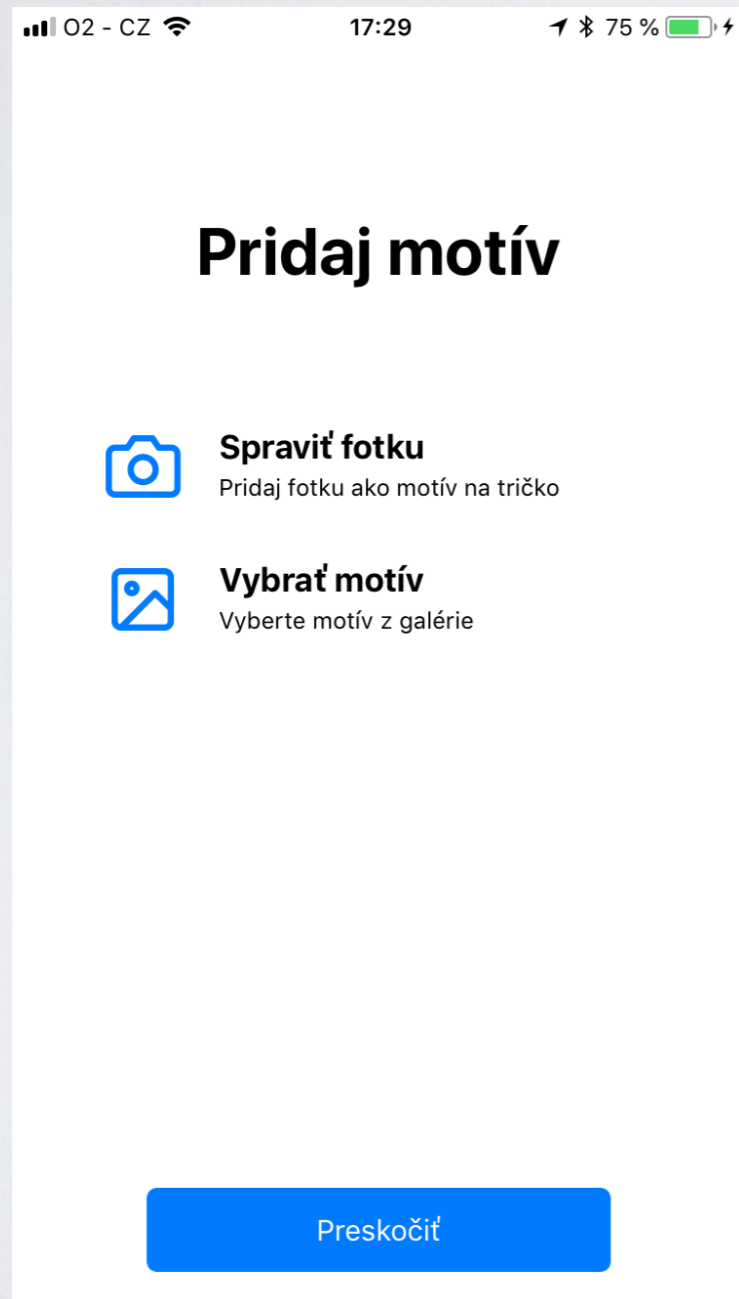 O2 - CZ 17:29 75 %
Pridaj motív
Spraviť fotku
Pridaj fotku ako motív na tričko
Vybrať motív
Vyberte motív z galérie
Preskočiť